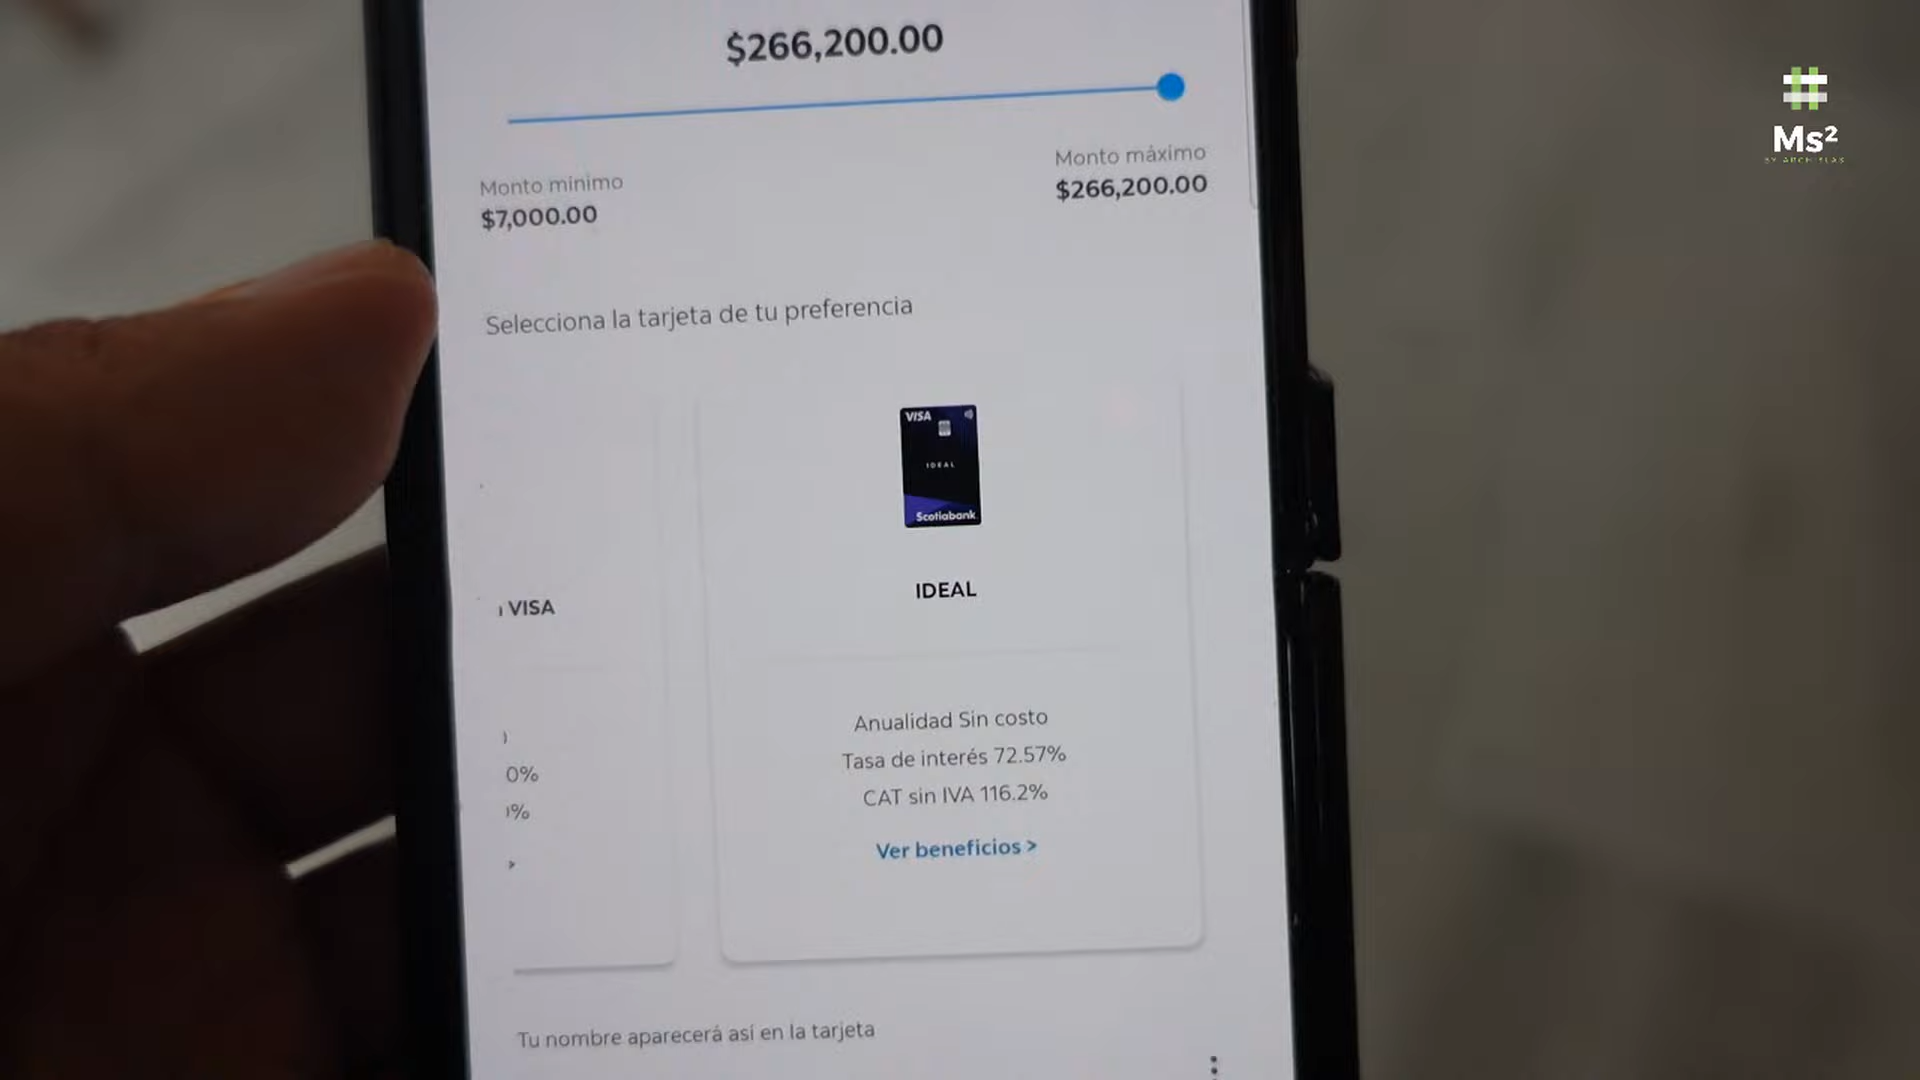 $266,200.00
Monto mínimo
$7,000.00
Monto máximo
$266,200.00
Selecciona la tarjeta de tu preferencia
VISA
IDEAL
Scotiabank
VISA
0%
%
IDEAL
Anualidad Sin costo
Tasa de interés 72.57%
CAT sin IVA 116.2%
Ver beneficios >
Tu nombre aparecerá así en la tarjeta
Ms²